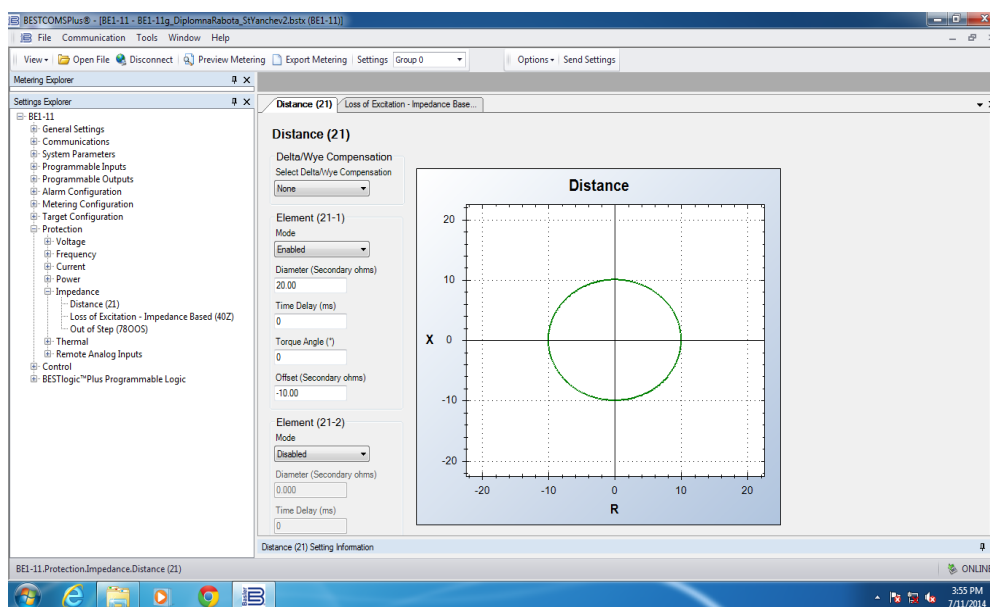 BESTCOMSPlus® - [BE1-11 - BE1-11g_DiplomnaRabota_StYanchev2.bstx (BE1-11)]
File Communication Tools Window Help
View Open File Disconnect Preview Metering Export Metering Settings Group 0 Options Send Settings
Metering Explorer
Settings Explorer
BE1-11
General Settings
Communications
System Parameters
Programmable Inputs
Programmable Outputs
Alarm Configuration
Metering Configuration
Target Configuration
Protection
Voltage
Frequency
Current
Power
Impedance
Distance (21)
Loss of Excitation - Impedance Based (40Z)
Out of Step (78OOS)
Thermal
Remote Analog Inputs
Control
BESTlogic™Plus Programmable Logic
Distance (21) Loss of Excitation - Impedance Base...
Distance (21)
Delta/Wye Compensation
Select Delta/Wye Compensation
None
Element (21-1)
Mode
Enabled
Diameter (Secondary ohms)
20.00
Time Delay (ms)
0
Torque Angle (°)
0
Offset (Secondary ohms)
-10.00
Element (21-2)
Mode
Disabled
Diameter (Secondary ohms)
0.000
Time Delay (ms)
0
Distance
20
10
X 0
-10
-20
-20 -10 0 10 20
R
Distance (21) Setting Information
BE1-11.Protection.Impedance.Distance (21) ONLINE
3:55 PM
7/11/2014